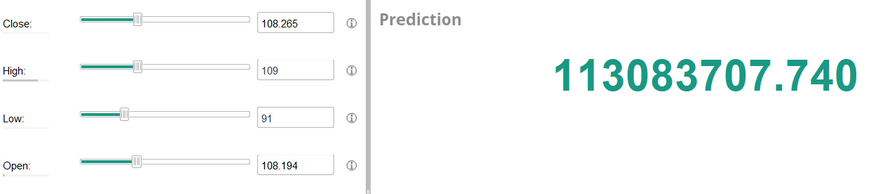 Close: 108.265
Prediction
113083707.740
High: 109
Low: 91
Open: 108.194